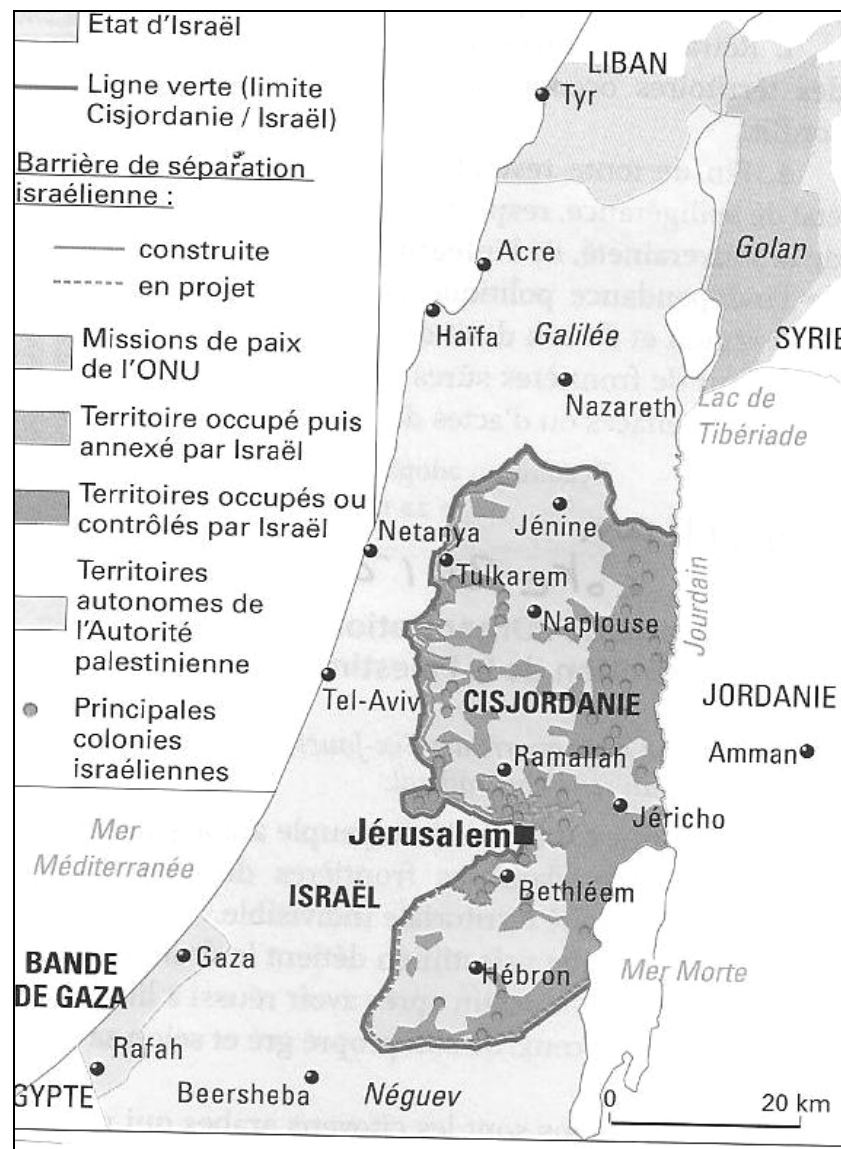 Etat d'Israël
Ligne verte (limite
Cisjordanie / Israël)
Barrière de séparation
israélienne :
construite
en projet
Missions de paix
de l'ONU
Territoire occupé puis
annexé par Israël
Territoires occupés ou
contrôlés par Israël
Territoires
autonomes de
l'Autorité
palestinienne
Principales
colonies
israéliennes
LIBAN
Tyr
Golan
Acre
Haïfa
Galilée
SYRIE
Nazareth
Lac de
Tibériade
Jénine
Netanya
Tulkarem
Naplouse
Jourdain
Tel-Aviv
CISJORDANIE
JORDANIE
Ramallah
Amman
Jéricho
Mer
Méditerranée
Jérusalem
ISRAËL
Bethléem
Gaza
BANDE
DE GAZA
Hébron
Mer Morte
Rafah
GYPTE
Beersheba
Néguev
0 20 km